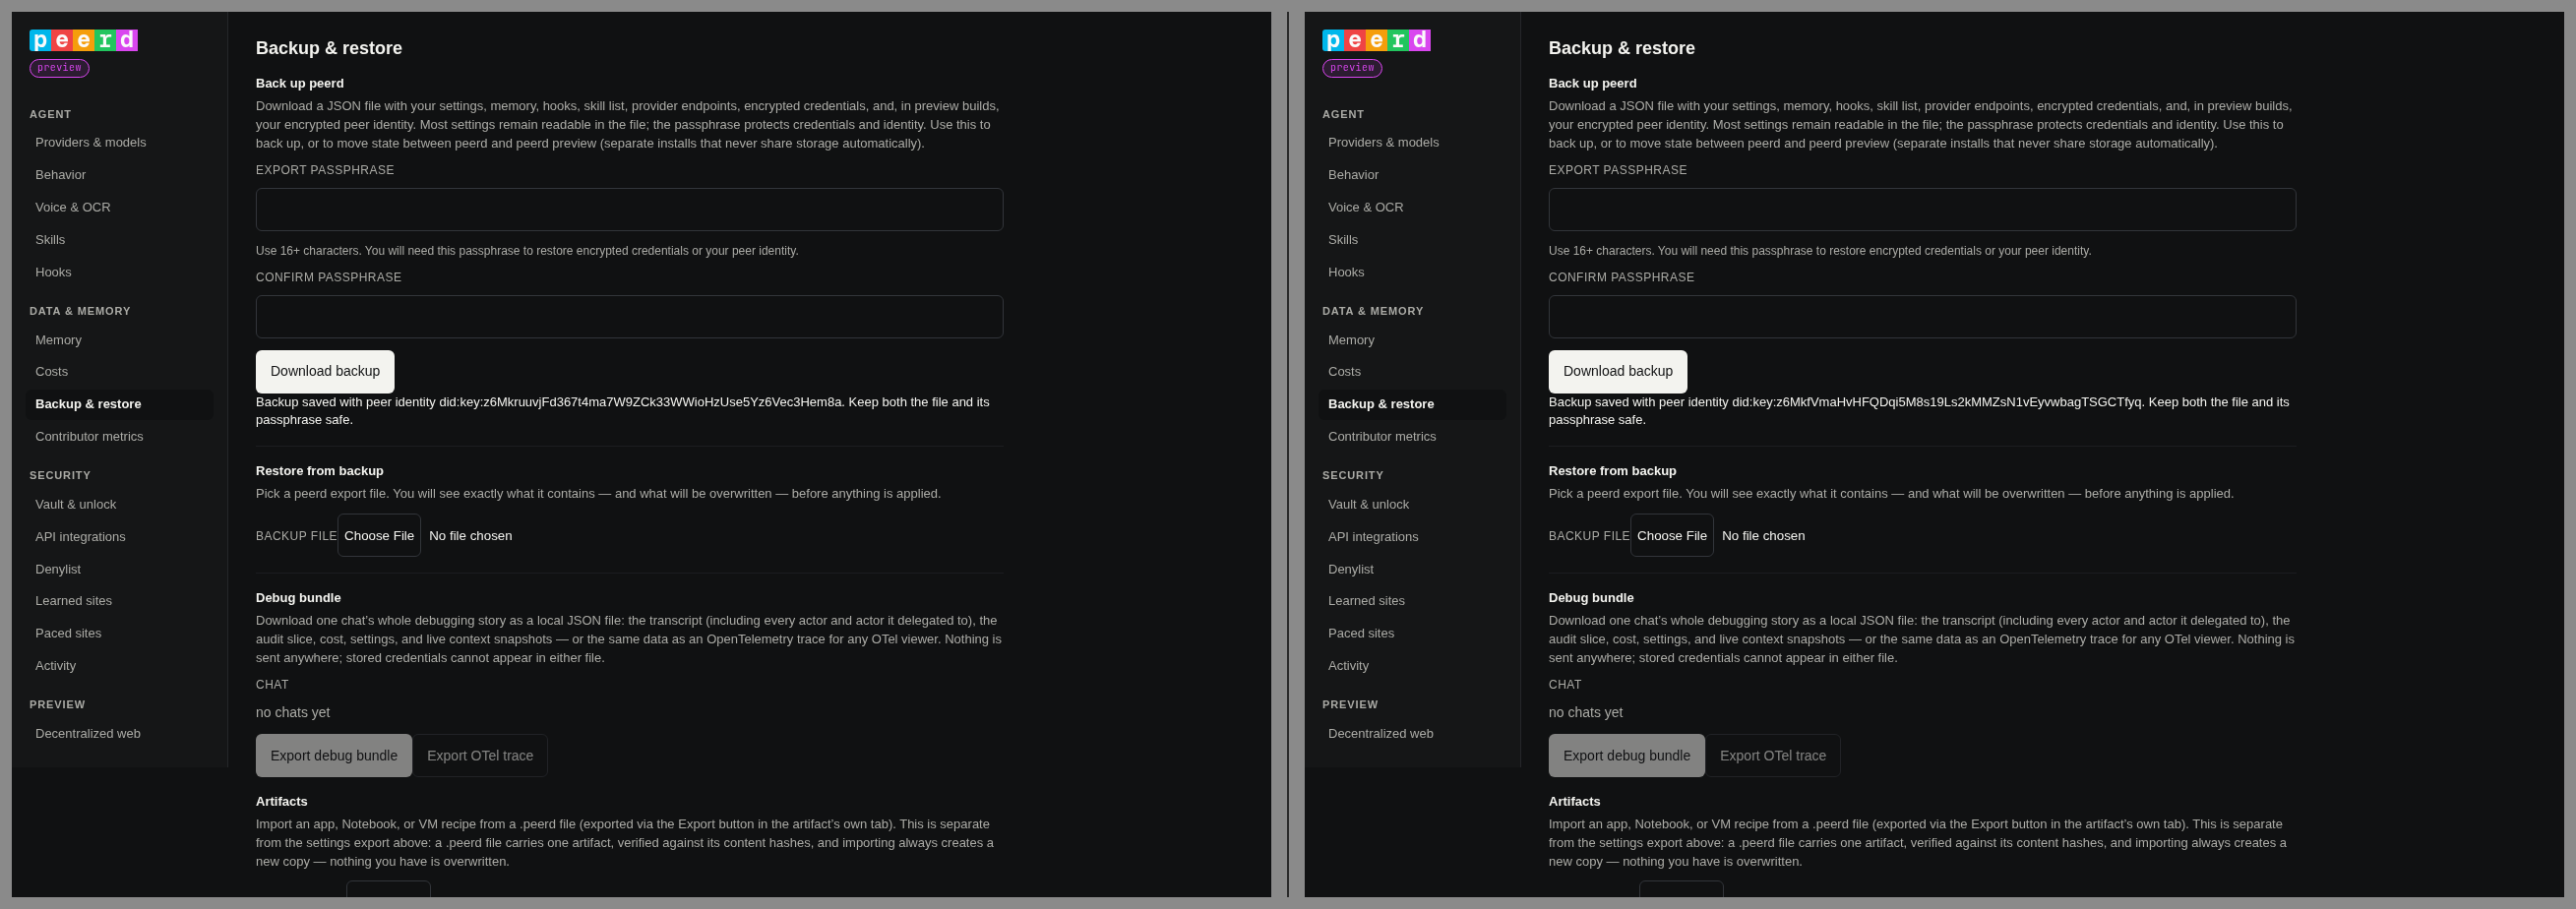 peerd
preview
AGENT
Providers & models
Behavior
Voice & OCR
Skills
Hooks
DATA & MEMORY
Memory
Costs
Backup & restore
Contributor metrics
SECURITY
Vault & unlock
API integrations
Denylist
Learned sites
Paced sites
Activity
PREVIEW
Decentralized web
Backup & restore
Back up peerd
Download a JSON file with your settings, memory, hooks, skill list, provider endpoints, encrypted credentials, and, in preview builds,
your encrypted peer identity. Most settings remain readable in the file; the passphrase protects credentials and identity. Use this to
back up, or to move state between peerd and peerd preview (separate installs that never share storage automatically).
EXPORT PASSPHRASE
Use 16+ characters. You will need this passphrase to restore encrypted credentials or your peer identity.
CONFIRM PASSPHRASE
Download backup
Backup saved with peer identity did:key:z6MkruuvjFd367t4ma7W9ZCk33WWioHzUse5Yz6Vec3Hem8a. Keep both the file and its
passphrase safe.
Restore from backup
Pick a peerd export file. You will see exactly what it contains — and what will be overwritten — before anything is applied.
BACKUP FILE Choose File No file chosen
Debug bundle
Download one chat’s whole debugging story as a local JSON file: the transcript (including every actor and actor it delegated to), the
audit slice, cost, settings, and live context snapshots — or the same data as an OpenTelemetry trace for any OTel viewer. Nothing is
sent anywhere; stored credentials cannot appear in either file.
CHAT
no chats yet
Export debug bundle Export OTel trace
Artifacts
Import an app, Notebook, or VM recipe from a .peerd file (exported via the Export button in the artifact’s own tab). This is separate
from the settings export above: a .peerd file carries one artifact, verified against its content hashes, and importing always creates a
new copy — nothing you have is overwritten.
peerd
preview
AGENT
Providers & models
Behavior
Voice & OCR
Skills
Hooks
DATA & MEMORY
Memory
Costs
Backup & restore
Contributor metrics
SECURITY
Vault & unlock
API integrations
Denylist
Learned sites
Paced sites
Activity
PREVIEW
Decentralized web
Backup & restore
Back up peerd
Download a JSON file with your settings, memory, hooks, skill list, provider endpoints, encrypted credentials, and, in preview builds,
your encrypted peer identity. Most settings remain readable in the file; the passphrase protects credentials and identity. Use this to
back up, or to move state between peerd and peerd preview (separate installs that never share storage automatically).
EXPORT PASSPHRASE
Use 16+ characters. You will need this passphrase to restore encrypted credentials or your peer identity.
CONFIRM PASSPHRASE
Download backup
Backup saved with peer identity did:key:z6MkfVmaHvHFQDqi5M8s19Ls2kMMZsN1vEyvwbagTSGCTfyq. Keep both the file and its
passphrase safe.
Restore from backup
Pick a peerd export file. You will see exactly what it contains — and what will be overwritten — before anything is applied.
BACKUP FILE Choose File No file chosen
Debug bundle
Download one chat’s whole debugging story as a local JSON file: the transcript (including every actor and actor it delegated to), the
audit slice, cost, settings, and live context snapshots — or the same data as an OpenTelemetry trace for any OTel viewer. Nothing is
sent anywhere; stored credentials cannot appear in either file.
CHAT
no chats yet
Export debug bundle Export OTel trace
Artifacts
Import an app, Notebook, or VM recipe from a .peerd file (exported via the Export button in the artifact’s own tab). This is separate
from the settings export above: a .peerd file carries one artifact, verified against its content hashes, and importing always creates a
new copy — nothing you have is overwritten.